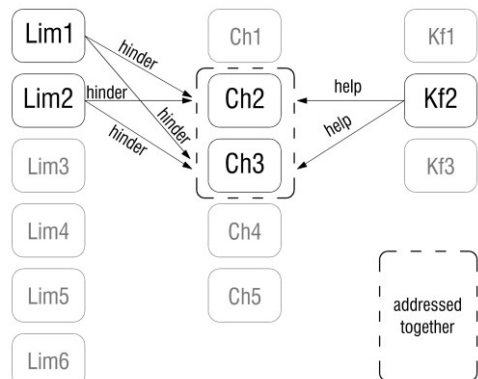 Lim1
Ch1
Kf1
hinder
Lim2
hinder
Ch2
help
Kf2
hinder
hinder
help
Lim3
Ch3
Kf3
Lim4
Ch4
Lim5
Ch5
addressed
together
Lim6